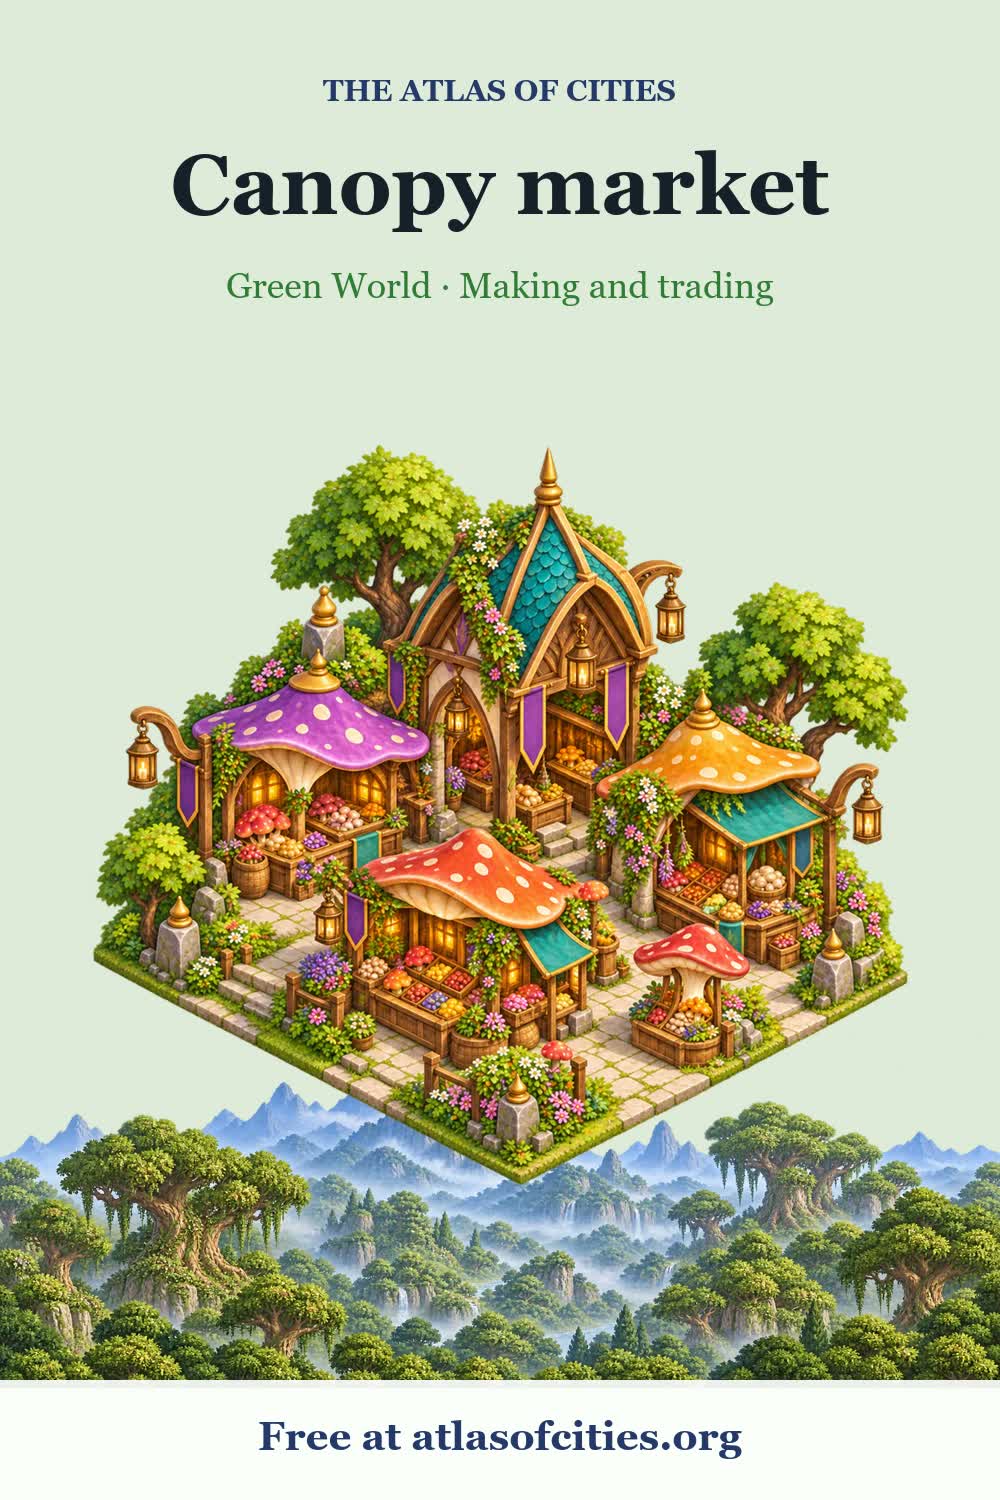 THE ATLAS OF CITIES
Canopy market
Green World · Making and trading
Free at atlasofcities.org